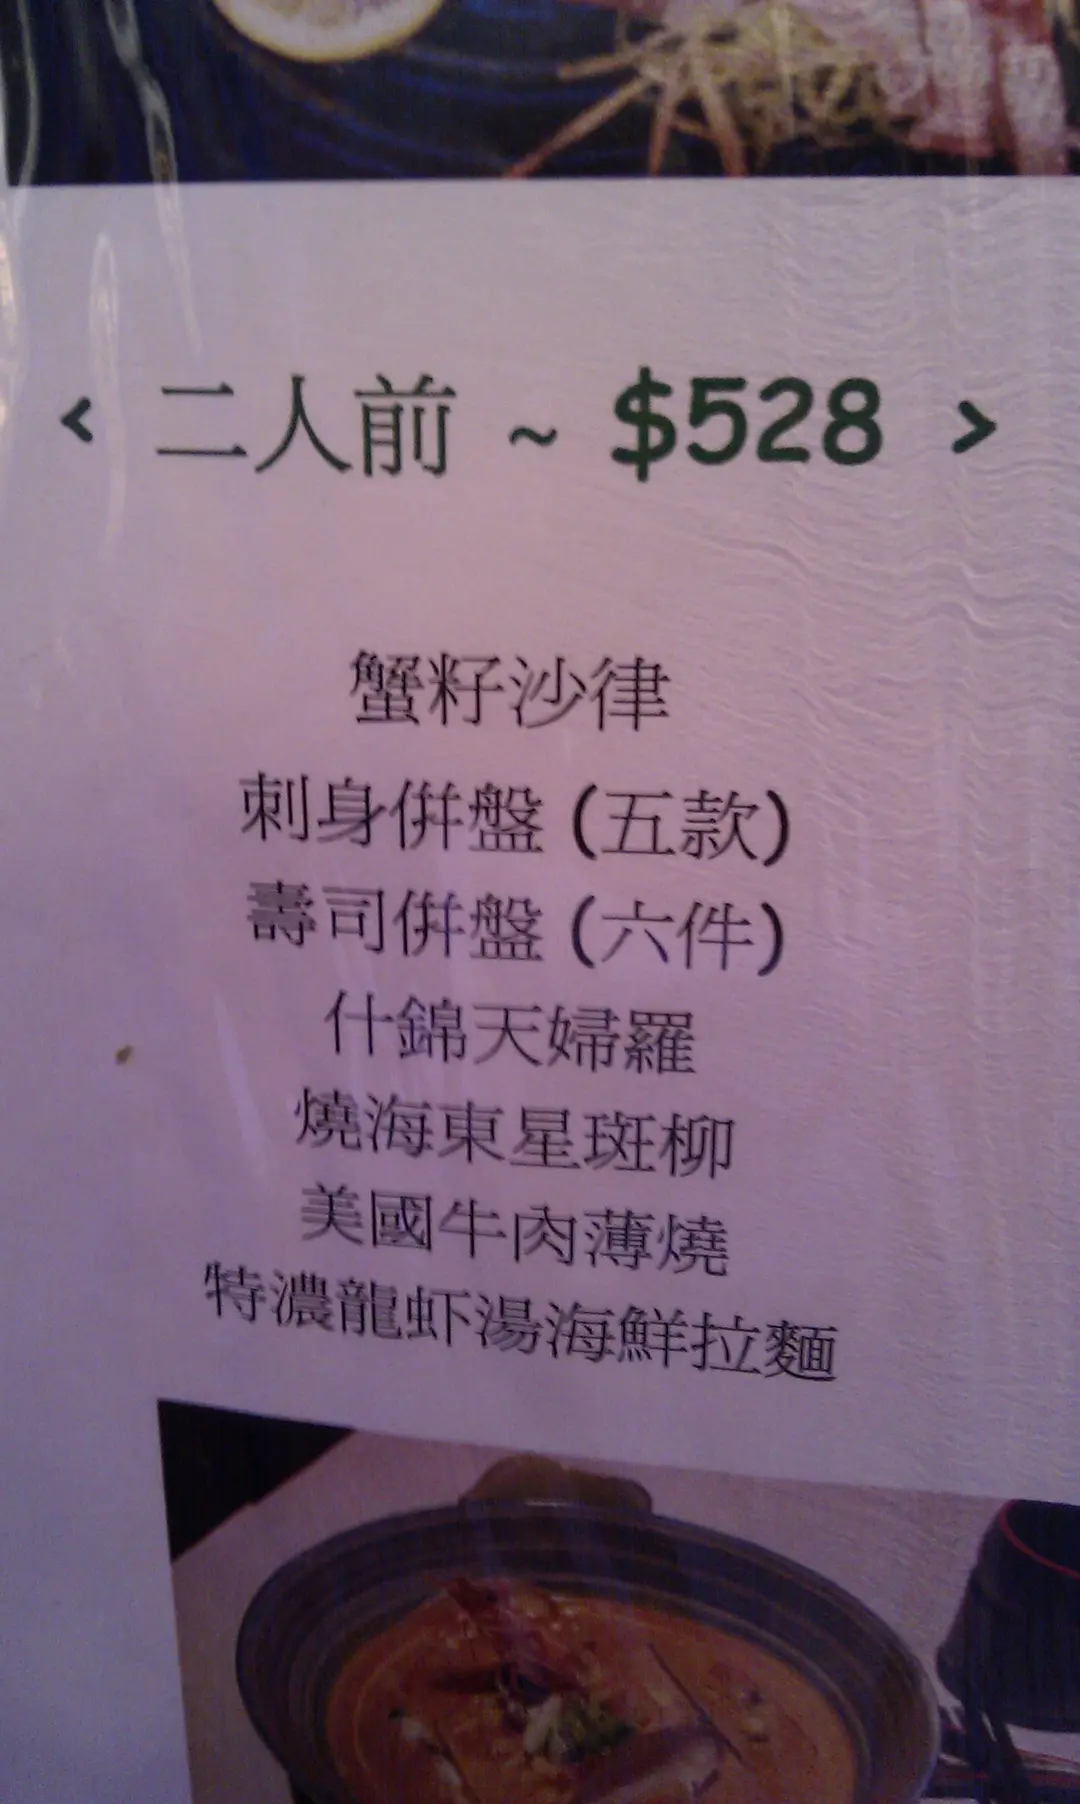 < 二人前 ~ $528 >
蟹籽沙律
刺身併盤 (五款)
壽司併盤 (六件)
什錦天婦羅
燒海東星斑柳
美國牛肉薄燒
特濃龍虾湯海鮮拉麵